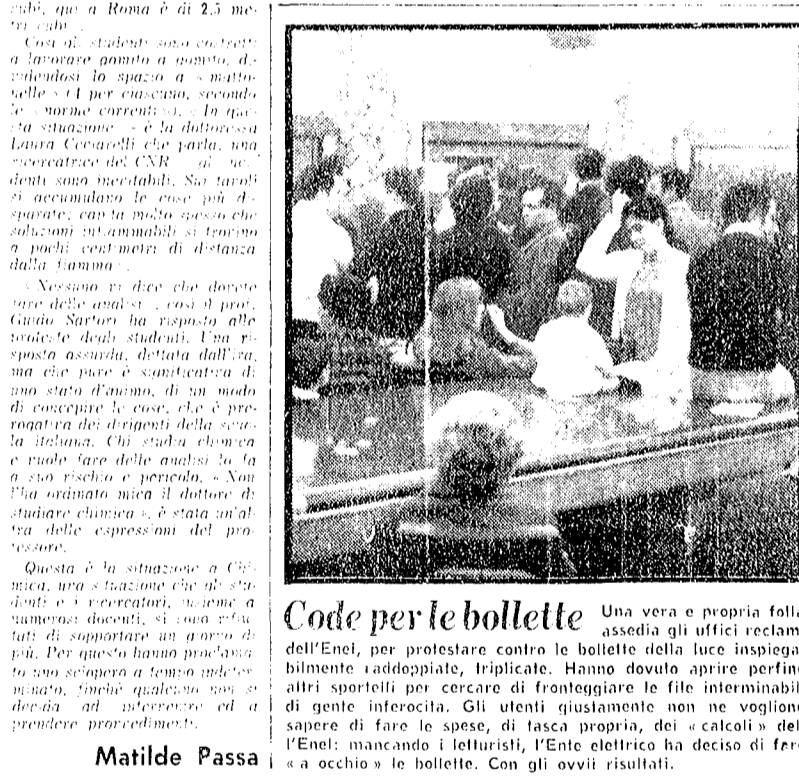 cubi, qui a Roma è di 2,5 me-
tri cubi.
Così gli studenti sono costretti
a lavorare gomito a gomito, di-
videndosi lo spazio a « matto-
nelle » (4 per ciascuno, secondo
le « norme correnti »). « In que-
sta situazione - è la dottoressa
Laura Cecciarelli che parla, una
ricercatrice del CNR gli inci-
denti sono inevitabili. Sui tavoli
si accumulano le cose più di-
sparate; capita molto spesso che
soluzioni infiammabili si trovino
a pochi centimetri di distanza
dalla fiamma ».
« Nessuno vi dice che dovete
fare delle analisi », così il prof.
Guido Sartori ha risposto alle
proteste degli studenti. Una ri-
sposta assurda, dettata dall'ira,
ma che pure è significativa di
uno stato d'animo, di un modo
di concepire le cose, che è pre-
rogativa dei dirigenti della scuo-
la italiana. Chi studia chimica
e vuole fare delle analisi lo fa
a suo rischio e pericolo. « Non
l'ha ordinato mica il dottore di
studiare chimica », è stata un'al-
tra delle espressioni del pro-
fessore.
Questa è la situazione a Chi-
mica, una situazione che gli stu-
denti e i ricercatori, insieme a
numerosi docenti, si sono rifiu-
tati di sopportare un giorno di
più. Per questo hanno proclama-
to uno sciopero a tempo indeter-
minato, finché qualcuno non si
decida ad intervenire ed a
prendere provvedimenti.
Matilde Passa
Code per le bollette Una vera e propria folla
assedia gli uffici reclami
dell'Enel, per protestare contro le bollette della luce inspiega-
bilmente raddoppiate, triplicate. Hanno dovuto aprire perfino
altri sportelli per cercare di fronteggiare le file interminabili
di gente inferocita. Gli utenti giustamente non ne vogliono
sapere di fare le spese, di tasca propria, dei « calcoli » del-
l'Enel: mancando i letturisti, l'Ente elettrico ha deciso di fare
« a occhio » le bollette. Con gli ovvii risultati.